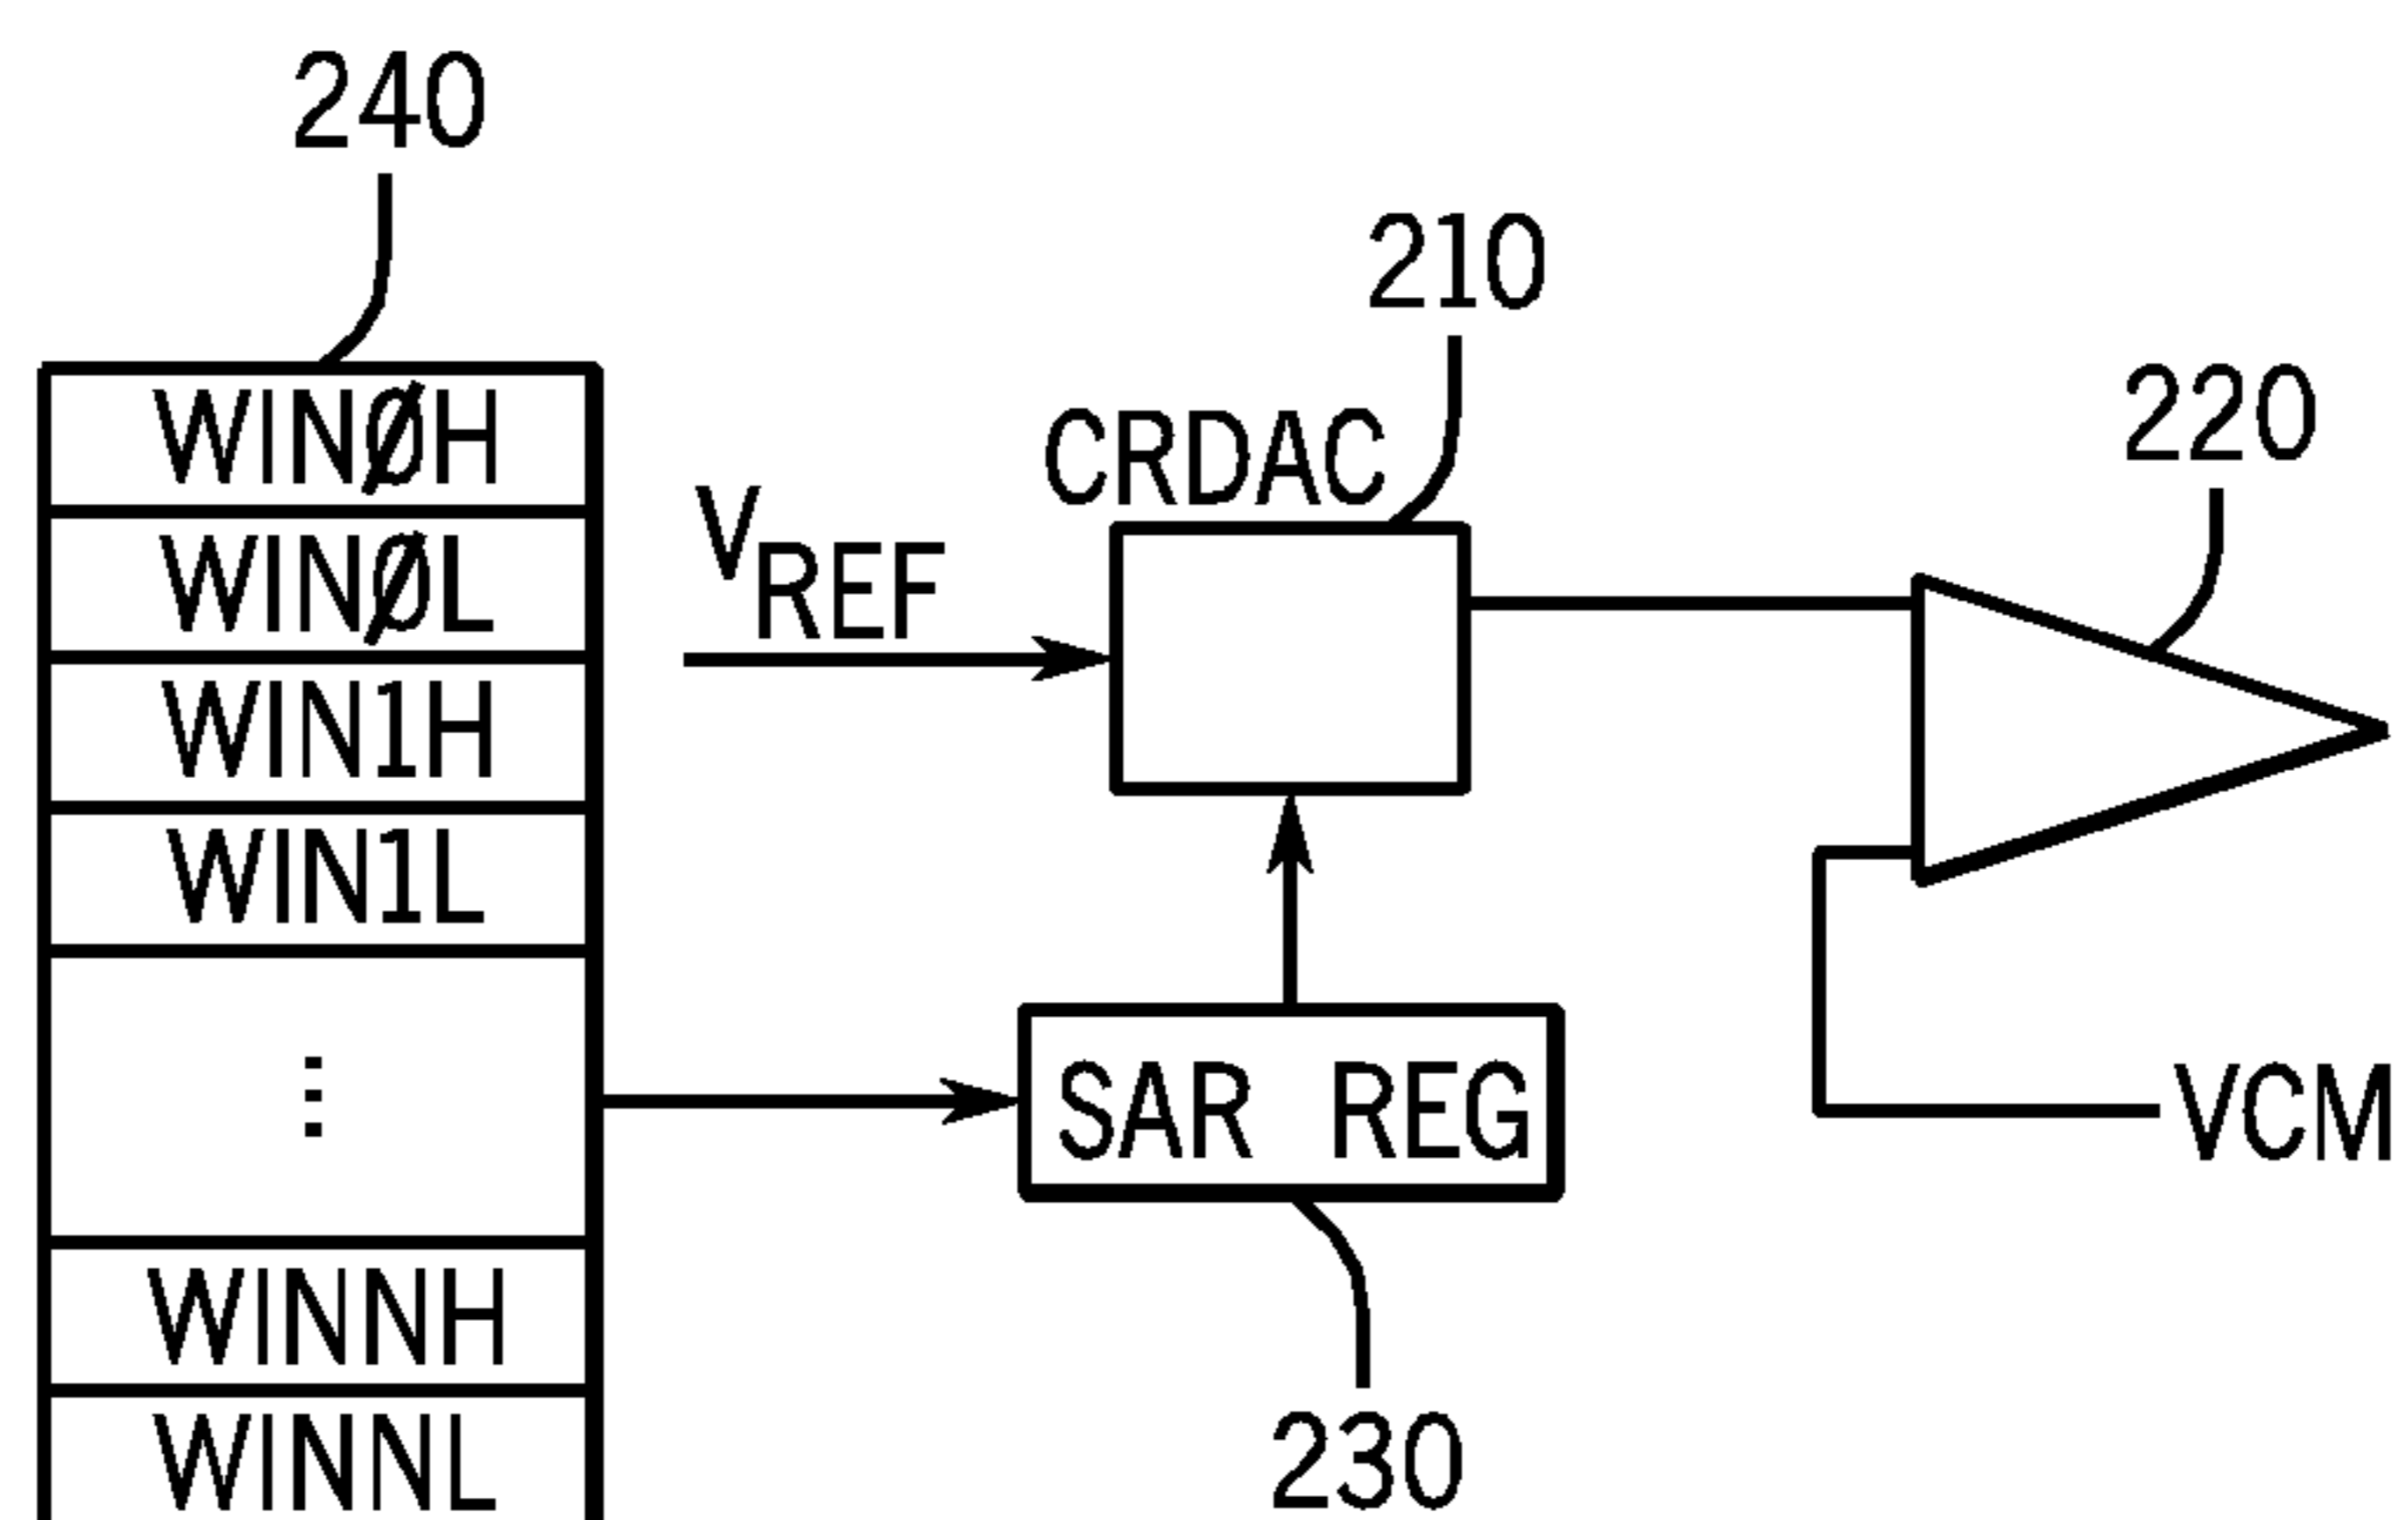 240
210
220
WINØH
WINØL
WIN1H
WIN1L
⋮
WINNH
WINNL
VREF
CRDAC
SAR REG
VCM
230